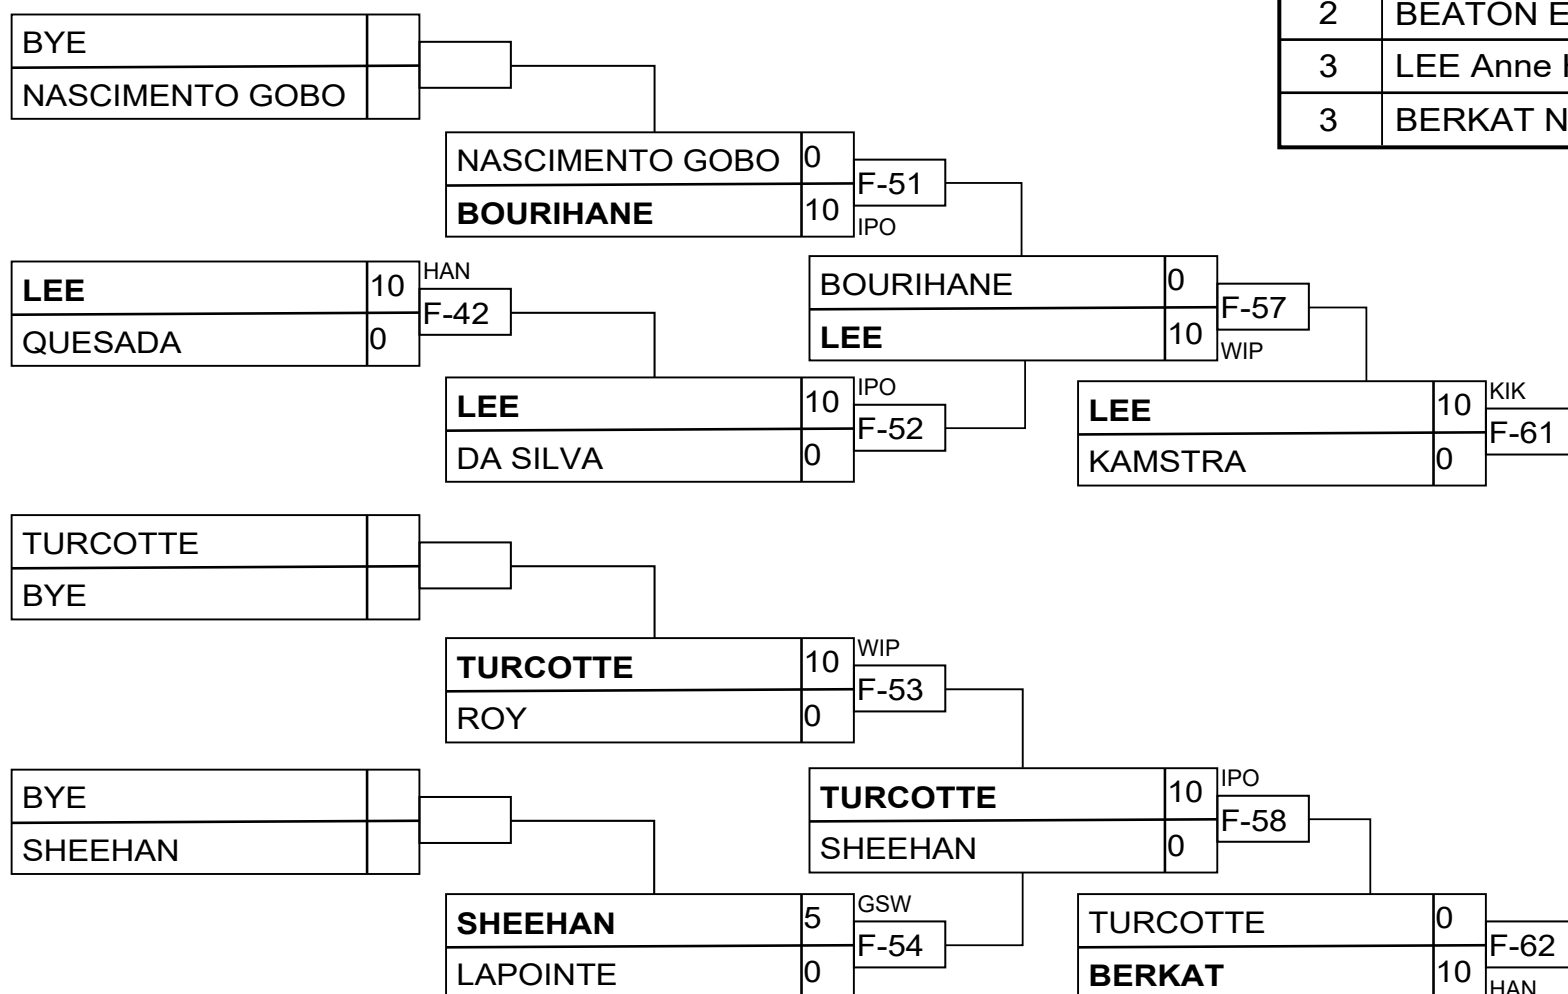 2 BEATON E
3 LEE Anne
3 BERKAT N
BYE
NASCIMENTO GOBO
NASCIMENTO GOBO 0
F-51
BOURIHANE 10
IPO
LEE 10
HAN
F-42
QUESADA 0
BOURIHANE 0
F-57
LEE 10
WIP
LEE 10
IPO
F-52
DA SILVA 0
LEE 10
KIK
F-61
KAMSTRA 0
TURCOTTE
BYE
TURCOTTE 10
WIP
F-53
ROY 0
BYE
SHEEHAN
TURCOTTE 10
IPO
F-58
SHEEHAN 0
SHEEHAN 5
GSW
F-54
LAPOINTE 0
TURCOTTE 0
F-62
BERKAT 10
HAN